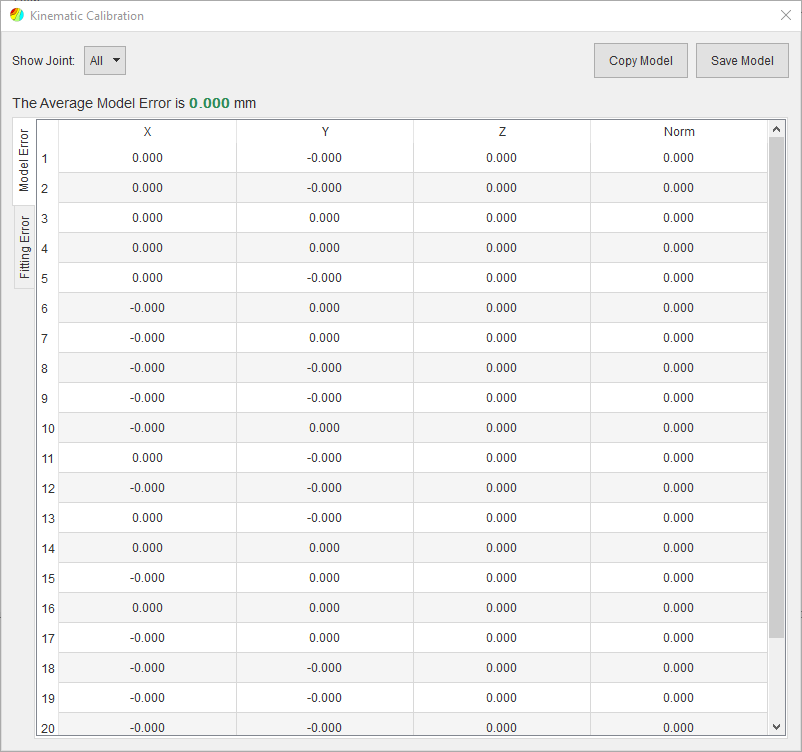 Kinematic Calibration
Show Joint: All Copy Model Save Model
The Average Model Error is 0.000 mm
Model Error
Fitting Error
X Y Z Norm
1 0.000 -0.000 0.000 0.000
2 0.000 -0.000 0.000 0.000
3 0.000 0.000 0.000 0.000
4 0.000 0.000 0.000 0.000
5 0.000 -0.000 0.000 0.000
6 -0.000 0.000 0.000 0.000
7 -0.000 0.000 0.000 0.000
8 -0.000 -0.000 0.000 0.000
9 -0.000 -0.000 0.000 0.000
10 -0.000 0.000 0.000 0.000
11 0.000 -0.000 0.000 0.000
12 -0.000 -0.000 0.000 0.000
13 0.000 -0.000 0.000 0.000
14 0.000 0.000 0.000 0.000
15 -0.000 0.000 0.000 0.000
16 0.000 0.000 0.000 0.000
17 -0.000 0.000 0.000 0.000
18 -0.000 -0.000 0.000 0.000
19 -0.000 -0.000 0.000 0.000
20 -0.000 -0.000 0.000 0.000